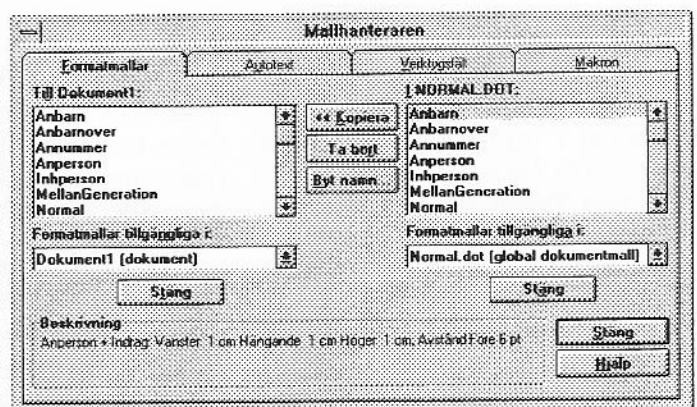 Mallhanteraren
Formatmallar
Autotext
Verktygsfält
Makron
Till Dokument1:
Anbarn
Anbarnover
Annummer
Anperson
Inhperson
MellanGeneration
Normal
<< Kopiera
Ta bort
Byt namn
I NORMAL.DOT:
Anbarn
Anbarnover
Annummer
Anperson
Inhperson
MellanGeneration
Normal
Formatmallar tillgängliga i:
Dokument1 (dokument)
Stäng
Formatmallar tillgängliga i:
Normal.dot (global dokumentmall)
Stäng
Beskrivning
Anperson + Indrag: Vänster 1 cm Hängande 1 cm Höger 1 cm, Avstånd Före 6 pt
Stäng
Hjälp